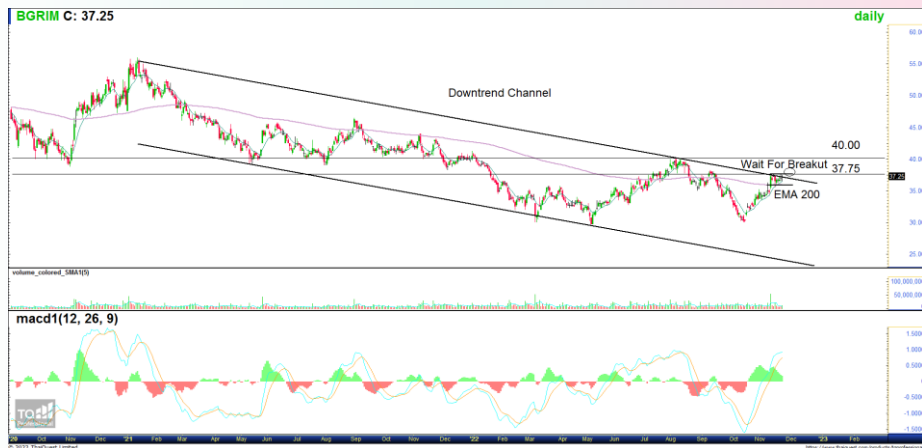 BGRIM C: 37.25 daily
60.00
55.00
Downtrend Channel
50.00
45.00
40.00
40.00
Wait For Breakut
37.75
37.25
35.00
EMA 200
30.00
25.00
volume_colored_SMA1(5)
100,000,000
50,000,000
macd1(12, 26, 9)
1.5000
1.0000
0.5000
0.0000
-0.5000
-1.0000
-1.5000
'20 Oct Nov '21 Feb Mar Apr May Jun Jul Aug Sep Oct Nov '22 Feb Mar Apr May Jun Jul Aug Sep Oct Nov Dec '23 Feb